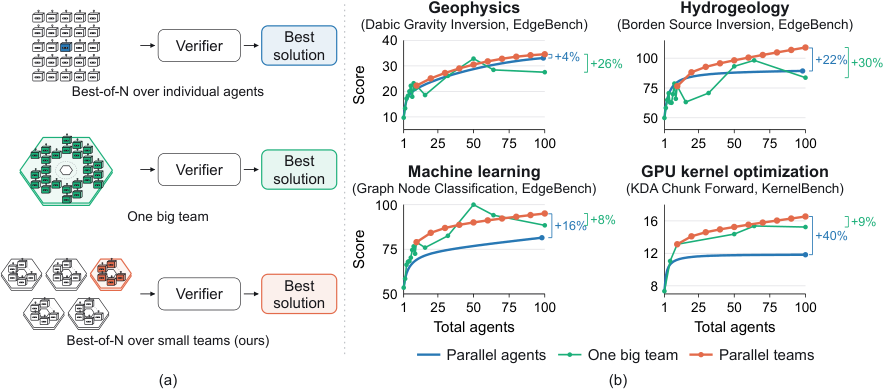 Verifier
Best
solution
Best-of-N over individual agents
Verifier
Best
solution
One big team
Verifier
Best
solution
Best-of-N over small teams (ours)
(a)
Geophysics
(Dabic Gravity Inversion, EdgeBench)
Score
40
30
20
10
1
25
50
75
100
+4%
+26%
Hydrogeology
(Borden Source Inversion, EdgeBench)
100
75
50
1
25
50
75
100
+22%
+30%
Machine learning
(Graph Node Classification, EdgeBench)
Score
100
75
50
1
25
50
75
100
Total agents
+16%
+8%
GPU kernel optimization
(KDA Chunk Forward, KernelBench)
16
12
8
1
25
50
75
100
Total agents
+40%
+9%
Parallel agents
One big team
Parallel teams
(b)